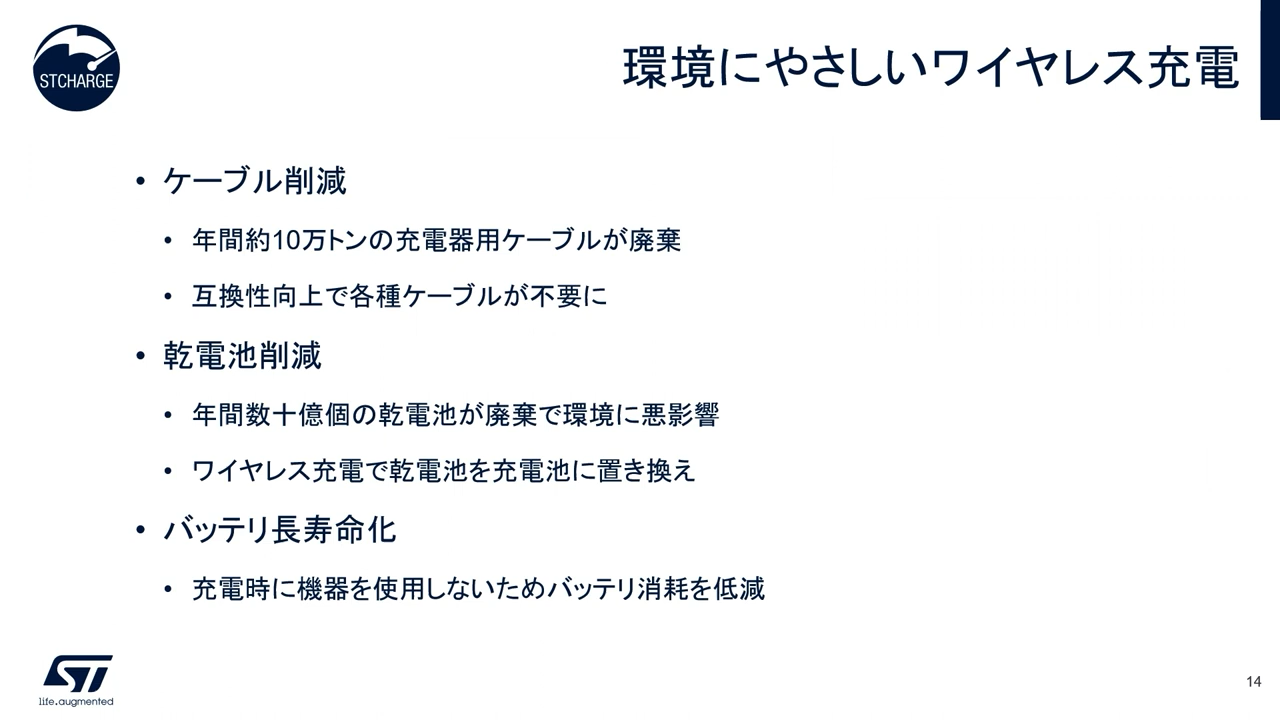 STCHARGE
環境にやさしいワイヤレス充電
• ケーブル削減
• 年間約10万トンの充電器用ケーブルが廃棄
• 互換性向上で各種ケーブルが不要に
• 乾電池削減
• 年間数十億個の乾電池が廃棄で環境に悪影響
• ワイヤレス充電で乾電池を充電池に置き換え
• バッテリ長寿命化
• 充電時に機器を使用しないためバッテリ消耗を低減
ST
life.augmented
14